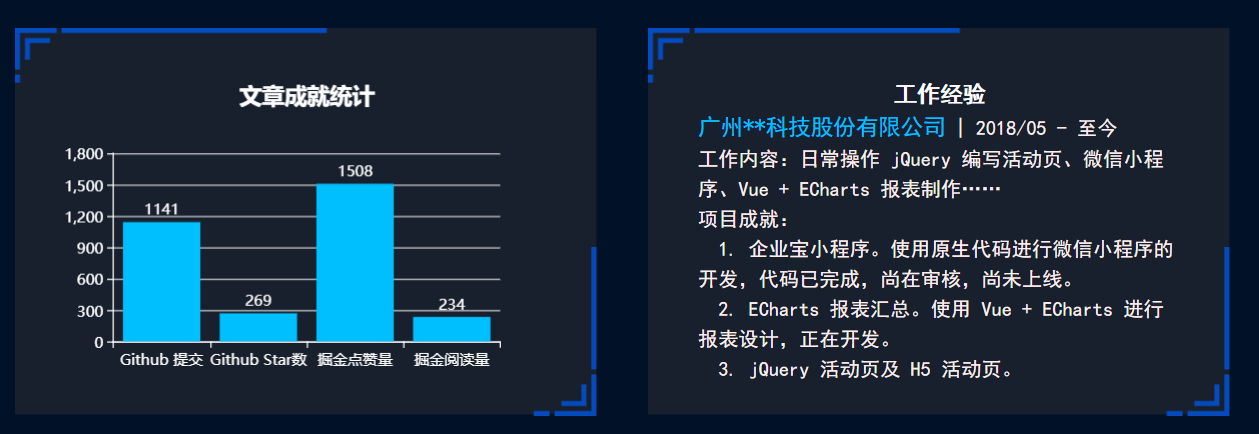 文章成就统计
1,800
1,500
1,200
900
600
300
0
1141
269
1508
234
Github 提交
Github Star数
掘金点赞量
掘金阅读量
工作经验
广州**科技股份有限公司 | 2018/05 - 至今
工作内容：日常操作 jQuery 编写活动页、微信小程
序、Vue + ECharts 报表制作……
项目成就：
1. 企业宝小程序。使用原生代码进行微信小程序的
开发，代码已完成，尚在审核，尚未上线。
2. ECharts 报表汇总。使用 Vue + ECharts 进行
报表设计，正在开发。
3. jQuery 活动页及 H5 活动页。